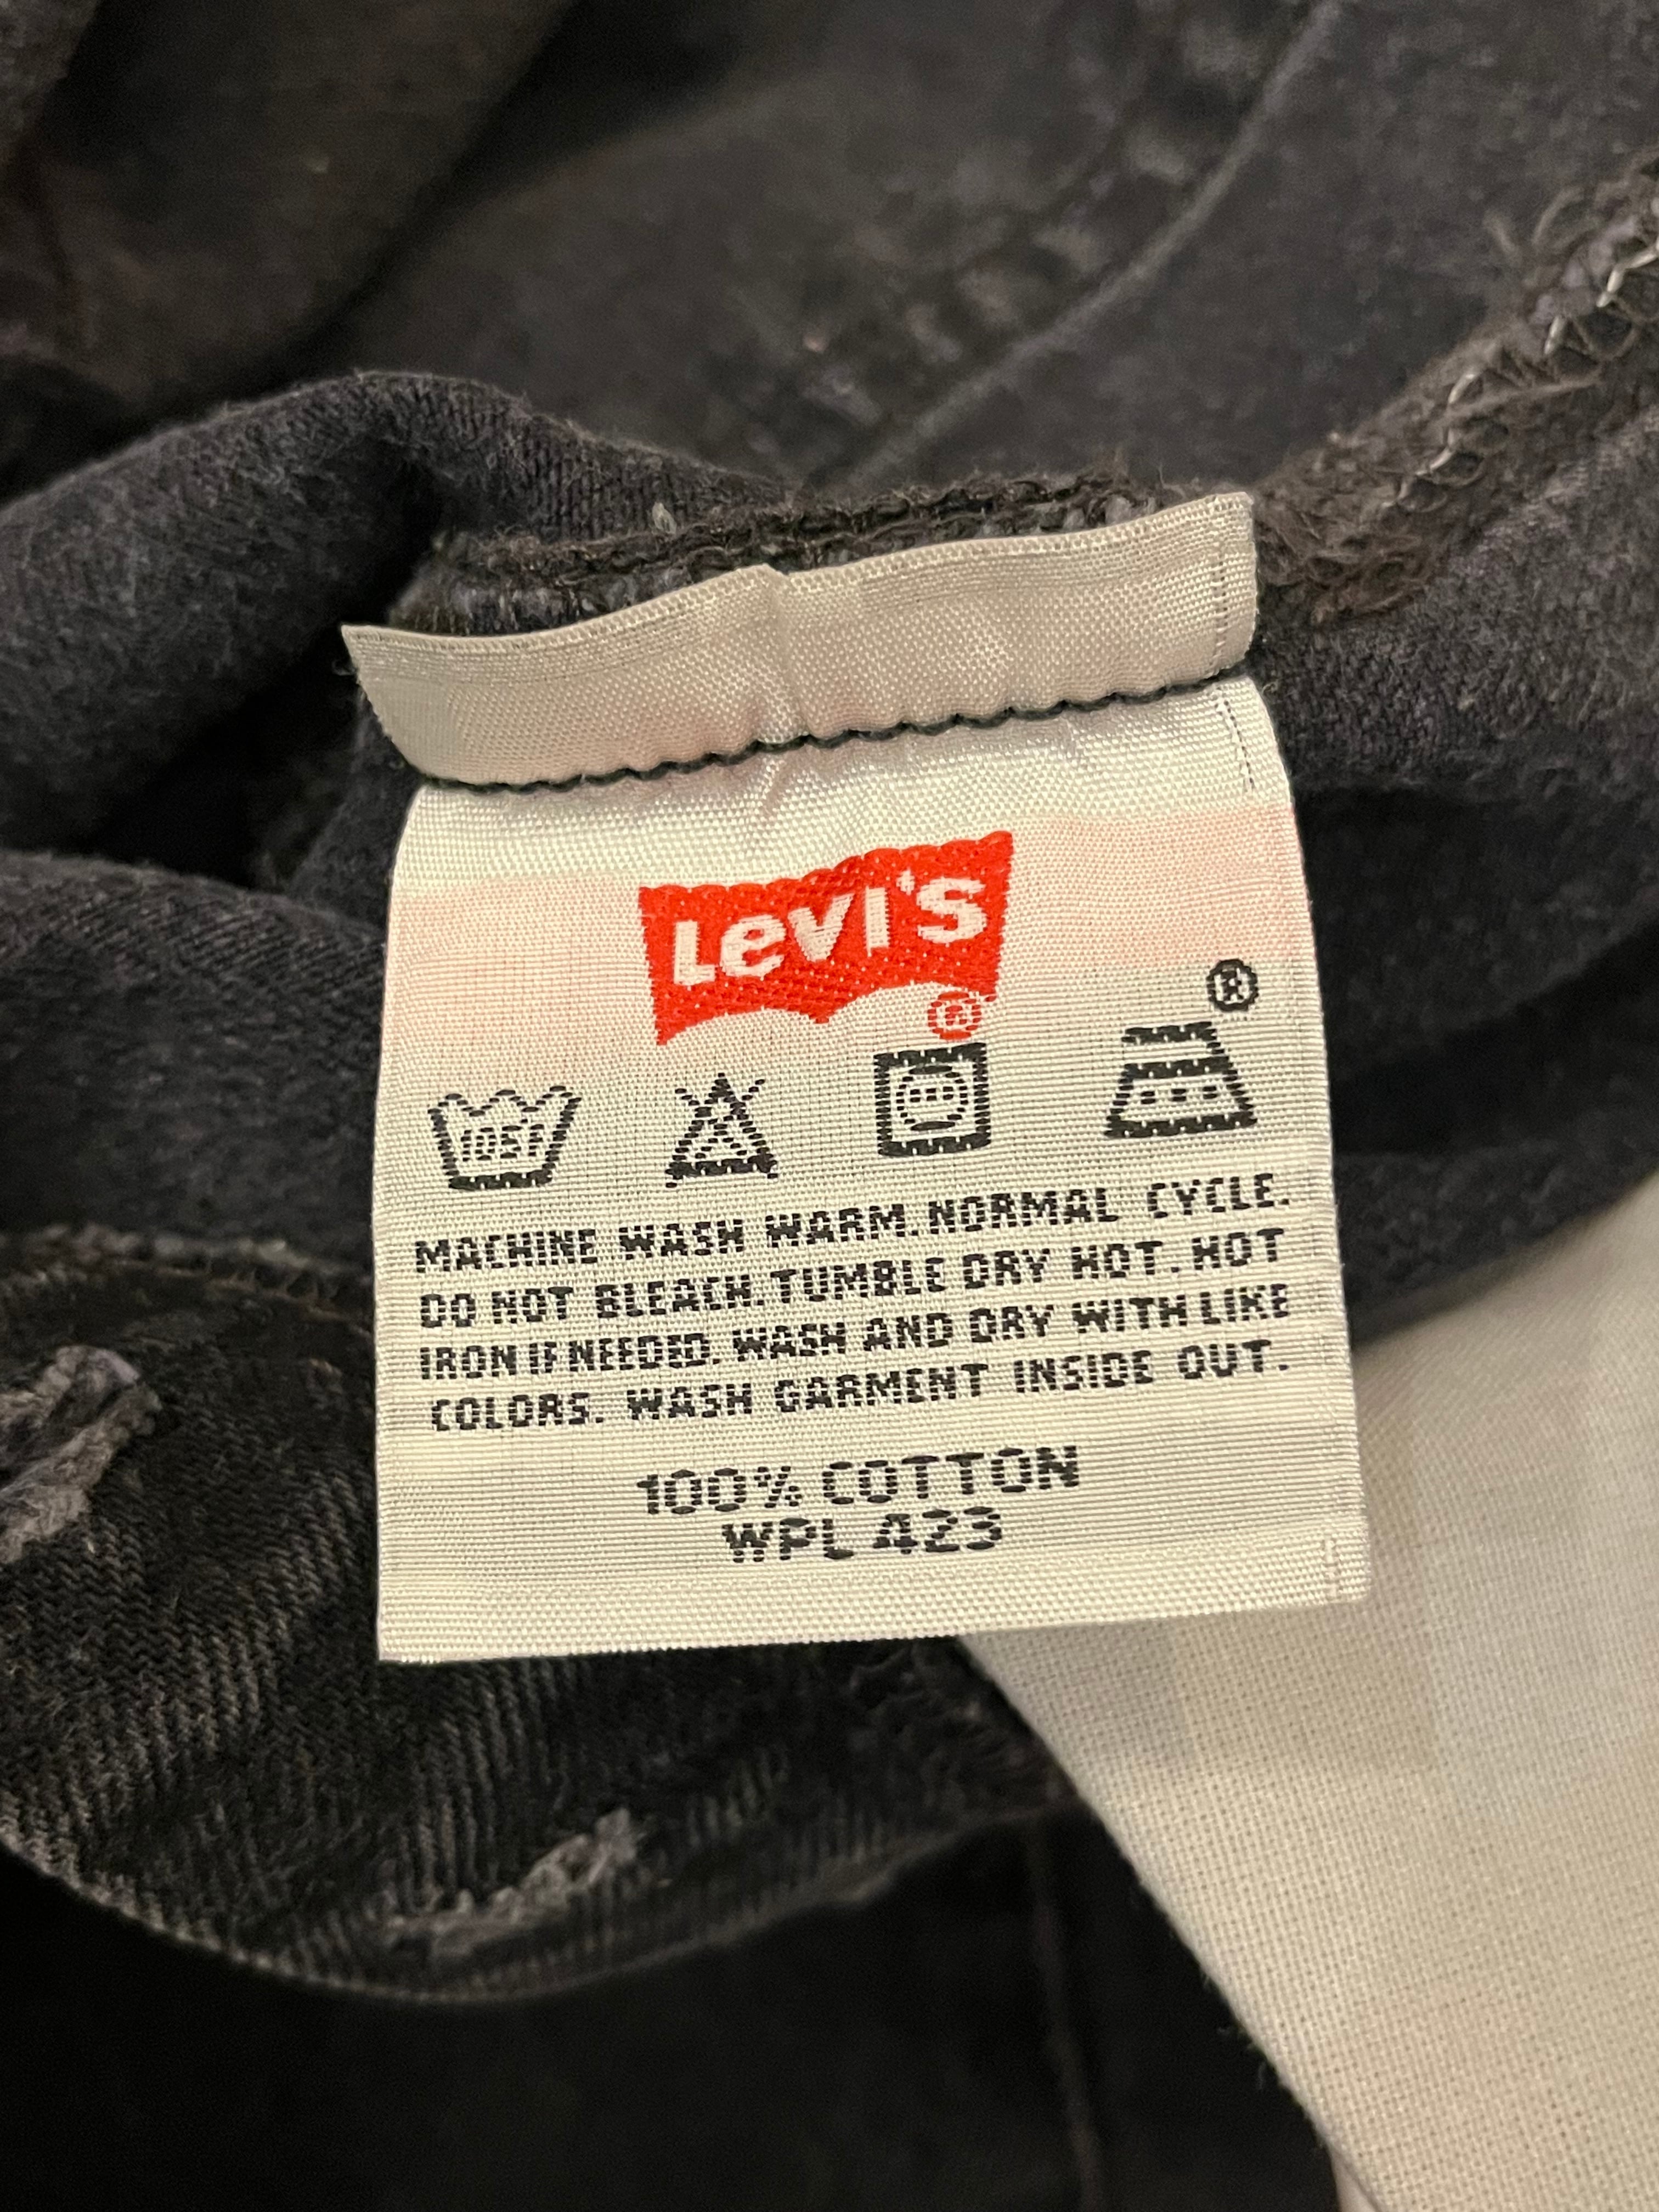 Levi's
®
®
105F
MACHINE WASH WARM. NORMAL CYCLE.
DO NOT BLEACH. TUMBLE DRY HOT. HOT
IRON IF NEEDED. WASH AND DRY WITH LIKE
COLORS. WASH GARMENT INSIDE OUT.
100% COTTON
WPL 423